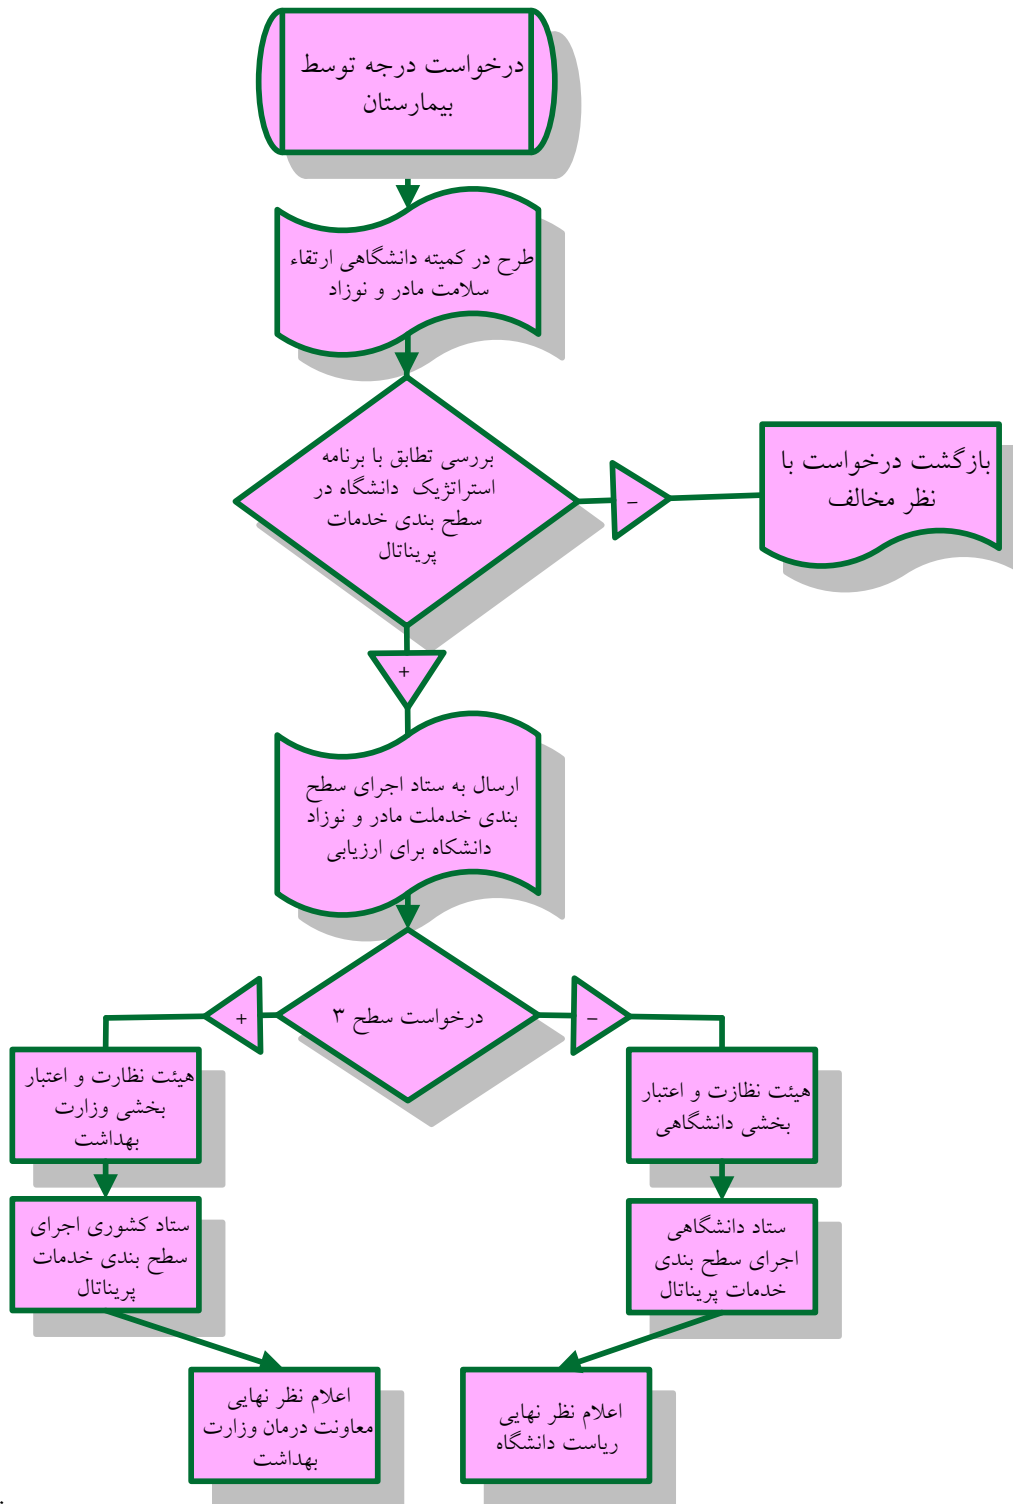 درخواست درجه توسط
بیمارستان
طرح در کمیته دانشگاهی ارتقاء
سلامت مادر و نوزاد
بررسی تطابق با برنامه
استراتژیک دانشگاه در
سطح بندی خدمات
پریناتال
–
بازگشت درخواست با
نظر مخالف
+
ارسال به ستاد اجرای سطح
بندی خدملت مادر و نوزاد
دانشکاه برای ارزیابی
درخواست سطح ۳
–
+
هیئت نظازت و اعتبار
بخشی دانشگاهی
هیئت نظارت و اعتبار
بخشی وزارت
بهداشت
ستاد دانشگاهی
اجرای سطح بندی
خدمات پریناتال
ستاد کشوری اجرای
سطح بندی خدمات
پریناتال
اعلام نظر نهایی
ریاست دانشگاه
اعلام نظر نهایی
معاونت درمان وزارت
بهداشت
.